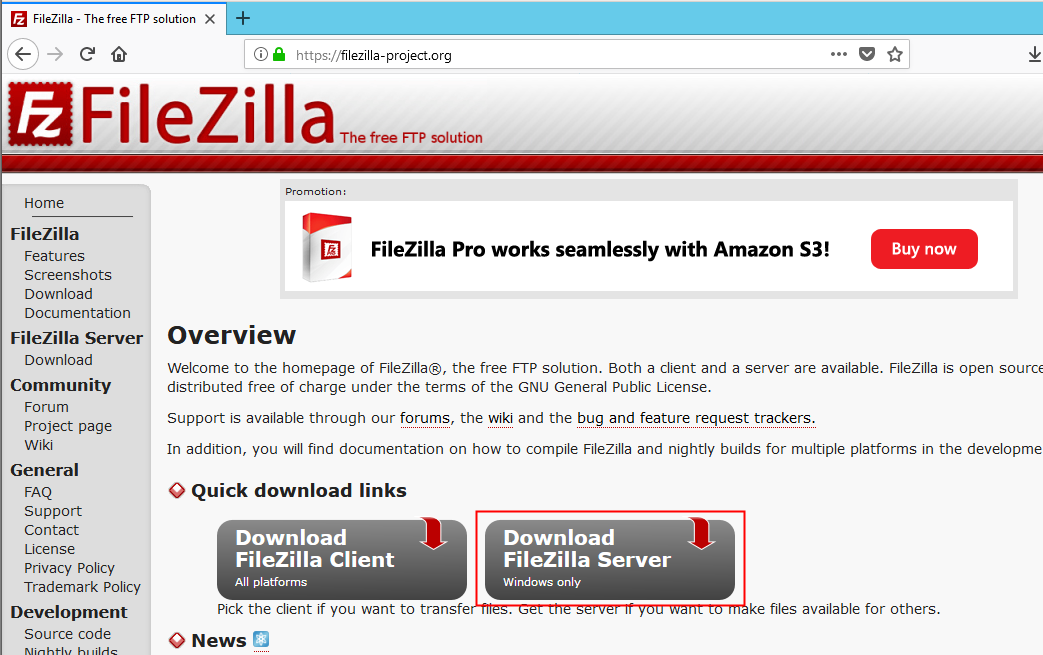 FileZilla - The free FTP solution
https://filezilla-project.org
FileZilla The free FTP solution
Home
FileZilla
Features
Screenshots
Download
Documentation
FileZilla Server
Download
Community
Forum
Project page
Wiki
General
FAQ
Support
Contact
License
Privacy Policy
Trademark Policy
Development
Source code
Nightly builds
Promotion:
FileZilla Pro works seamlessly with Amazon S3!
Buy now
Overview
Welcome to the homepage of FileZilla®, the free FTP solution. Both a client and a server are available. FileZilla is open source
distributed free of charge under the terms of the GNU General Public License.
Support is available through our forums, the wiki and the bug and feature request trackers.
In addition, you will find documentation on how to compile FileZilla and nightly builds for multiple platforms in the developme
Quick download links
Download
FileZilla Client
All platforms
Download
FileZilla Server
Windows only
Pick the client if you want to transfer files. Get the server if you want to make files available for others.
News